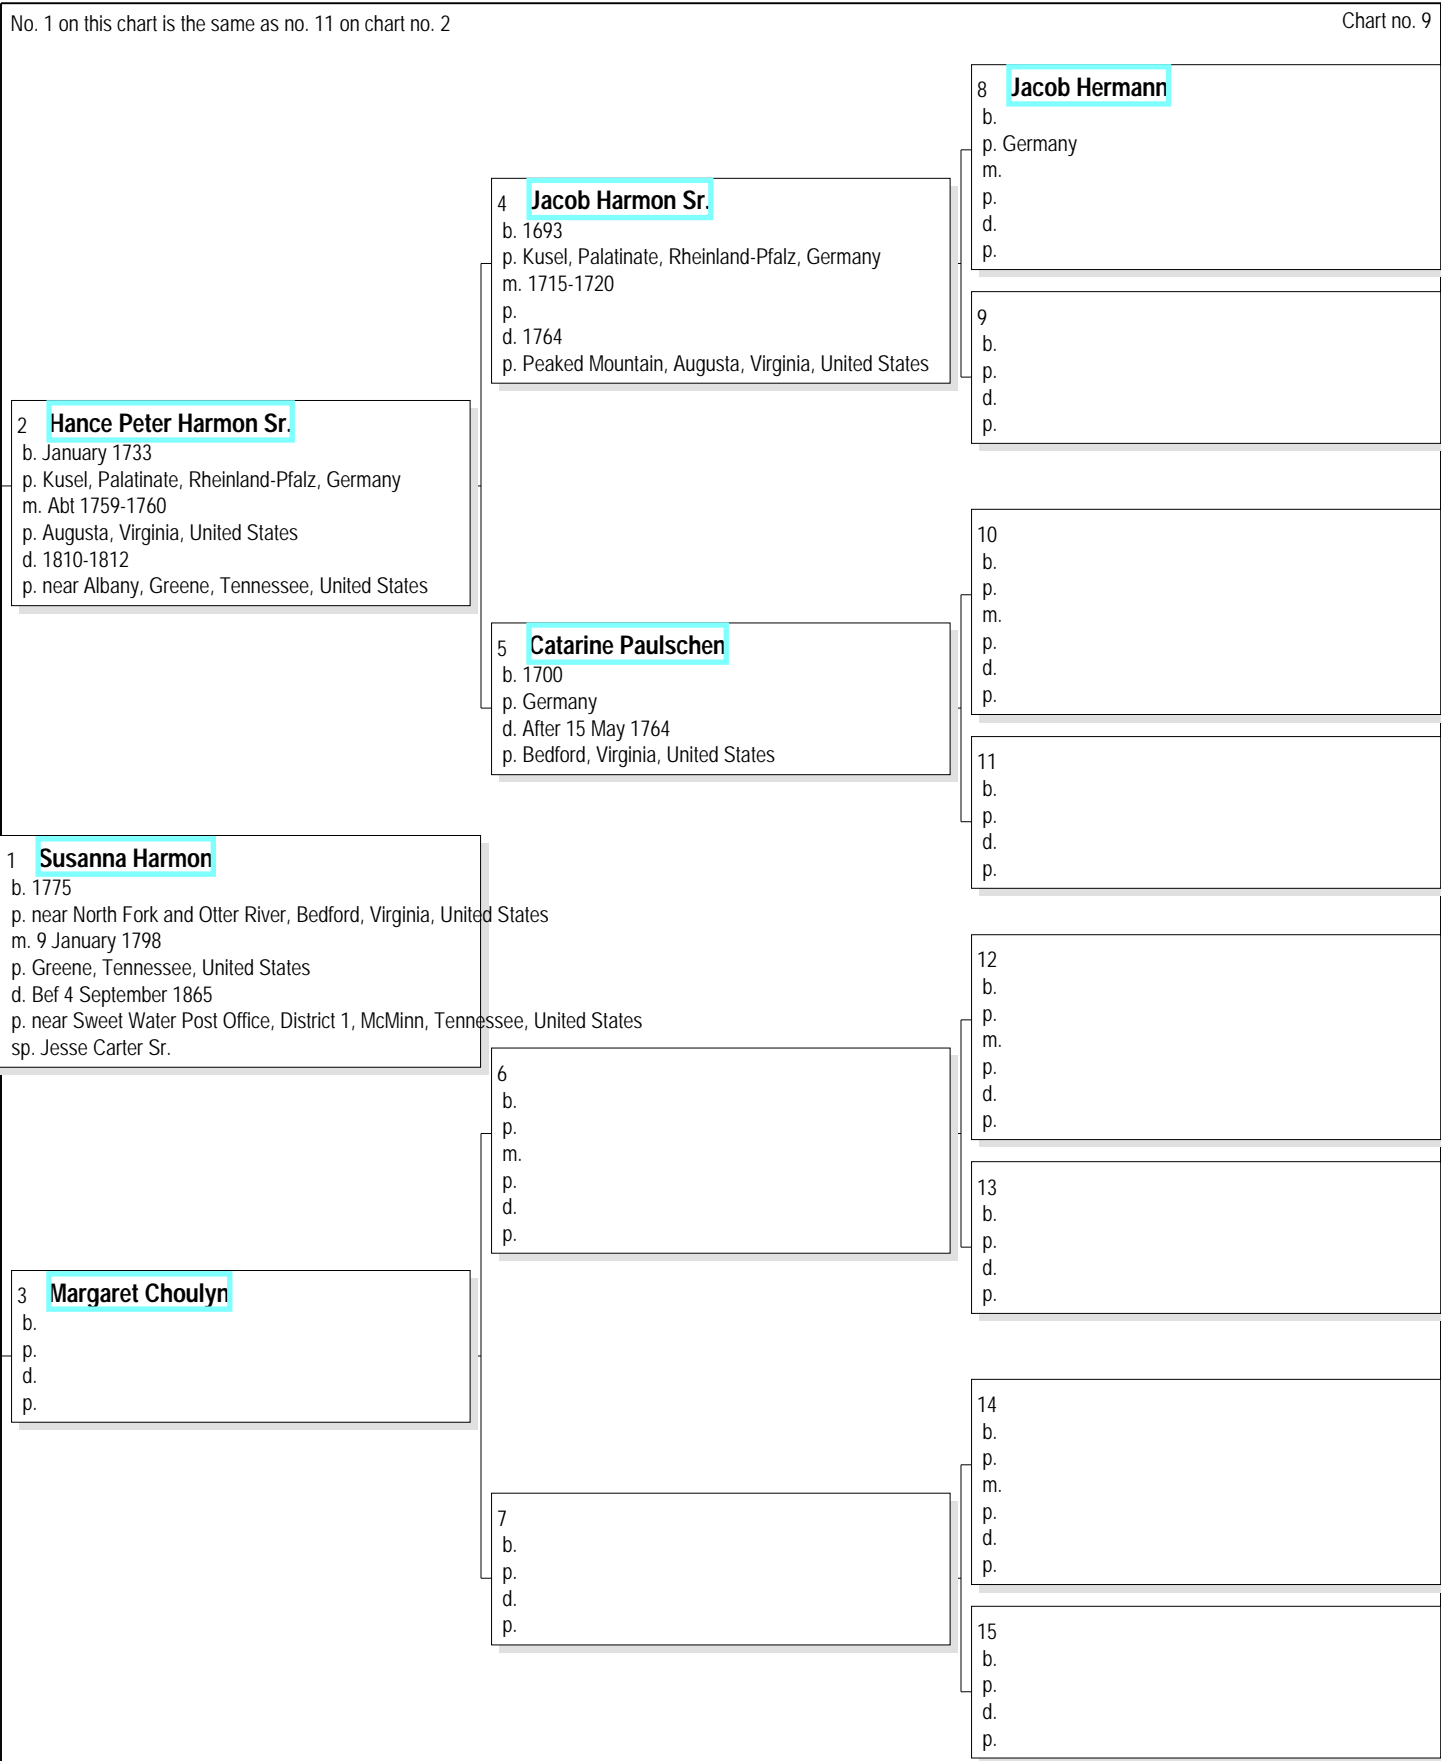 No. 1 on this chart is the same as no. 11 on chart no. 2
Chart no. 9
8 Jacob Hermann
b.
p. Germany
m.
p.
d.
p.
4 Jacob Harmon Sr.
b. 1693
p. Kusel, Palatinate, Rheinland-Pfalz, Germany
m. 1715-1720
p.
d. 1764
p. Peaked Mountain, Augusta, Virginia, United States
9
b.
p.
d.
p.
2 Hance Peter Harmon Sr.
b. January 1733
p. Kusel, Palatinate, Rheinland-Pfalz, Germany
m. Abt 1759-1760
p. Augusta, Virginia, United States
d. 1810-1812
p. near Albany, Greene, Tennessee, United States
10
b.
p.
m.
p.
d.
p.
5 Catarine Paulschen
b. 1700
p. Germany
d. After 15 May 1764
p. Bedford, Virginia, United States
11
b.
p.
d.
p.
1 Susanna Harmon
b. 1775
p. near North Fork and Otter River, Bedford, Virginia, United States
m. 9 January 1798
p. Greene, Tennessee, United States
d. Bef 4 September 1865
p. near Sweet Water Post Office, District 1, McMinn, Tennessee, United States
sp. Jesse Carter Sr.
12
b.
p.
m.
p.
d.
p.
6
b.
p.
m.
p.
d.
p.
13
b.
p.
d.
p.
3 Margaret Choulyn
b.
p.
d.
p.
14
b.
p.
m.
p.
d.
p.
7
b.
p.
d.
p.
15
b.
p.
d.
p.